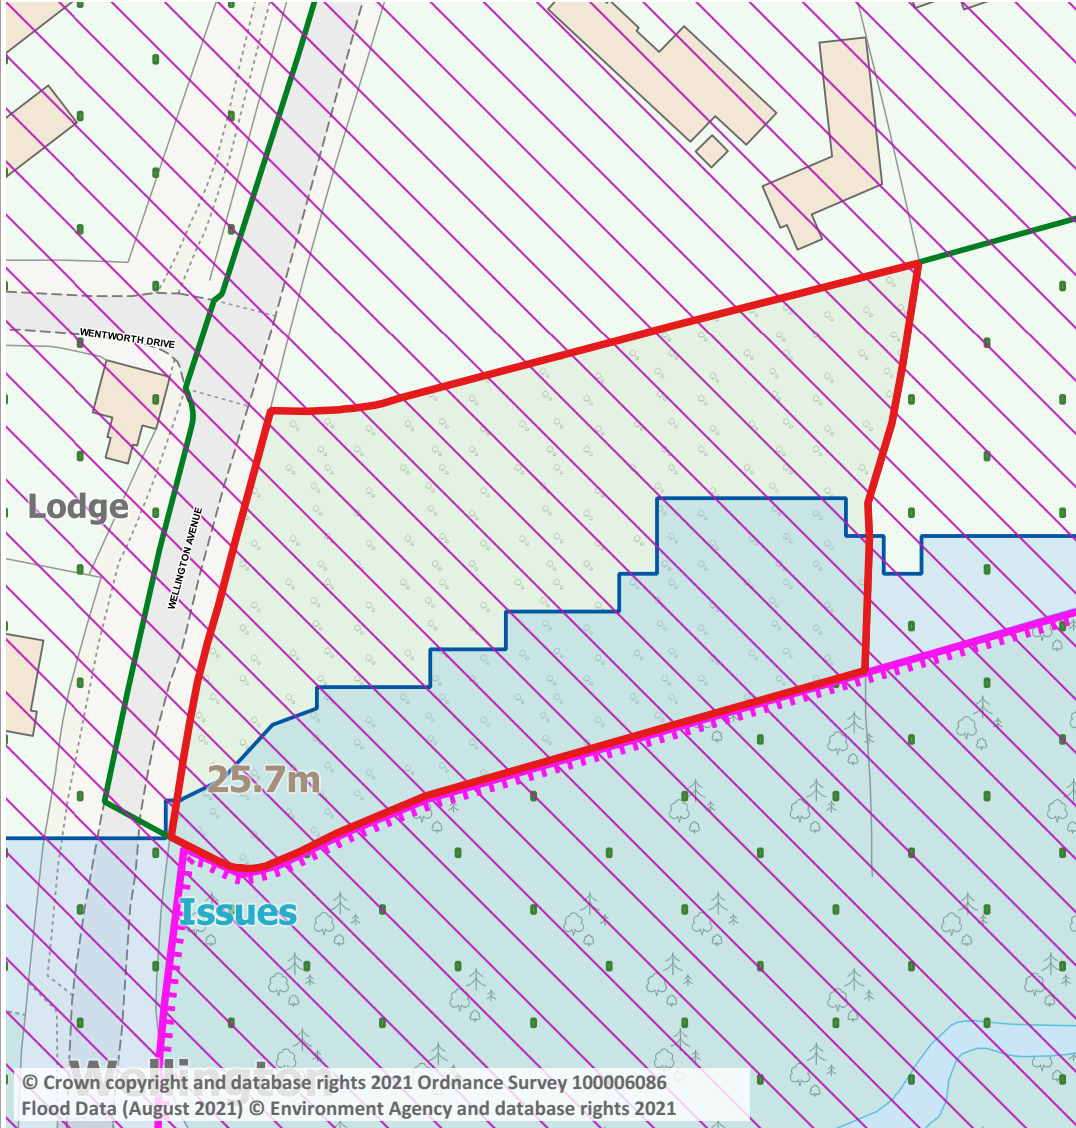 WENTWORTH DRIVE
Lodge
WELLINGTON AVENUE
25.7m
Issues
Wellington
© Crown copyright and database rights 2021 Ordnance Survey 100006086
Flood Data (August 2021) © Environment Agency and database rights 2021